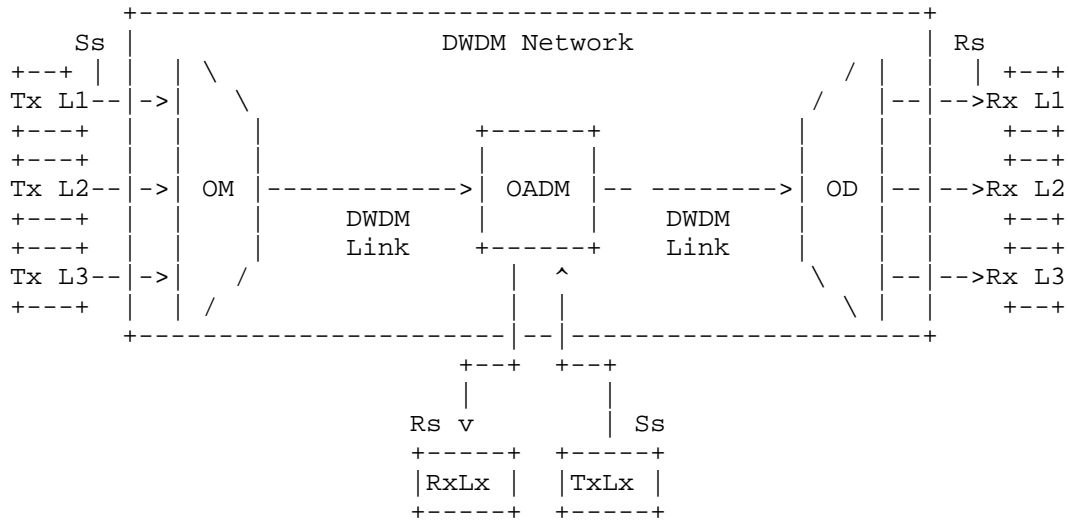 DWDM Network
Ss Rs
Tx L1 Rx L1
Tx L2 OM OADM OD Rx L2
DWDM DWDM
Link Link
Tx L3 Rx L3
Rs v Ss
RxLx TxLx